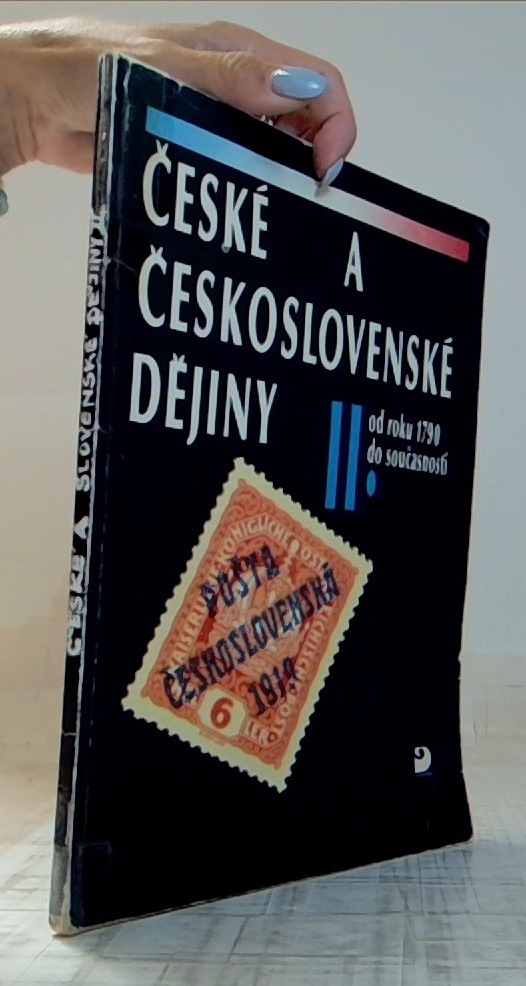 ČESKÉ A
ČESKOSLOVENSKÉ
DĚJINY
II.
od roku 1790
do současnosti
POŠTA
ČESKOSLOVENSKÁ
1919
6
ČESKÉ A SLOVENSKÉ DĚJINY